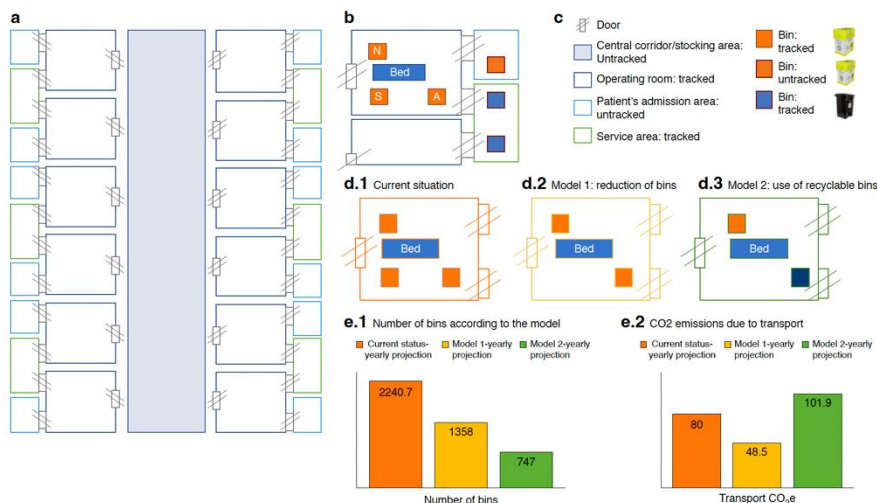 a
b
N
Bed
S
A
c
Door
Central corridor/stocking area:
Untracked
Operating room: tracked
Patient's admission area:
untracked
Service area: tracked
Bin:
tracked
Bin:
untracked
Bin:
tracked
d.1 Current situation
Bed
d.2 Model 1: reduction of bins
Bed
d.3 Model 2: use of recyclable bins
Bed
e.1 Number of bins according to the model
Current status-
yearly projection
Model 1-yearly
projection
Model 2-yearly
projection
2240.7
1358
747
Number of bins
e.2 CO2 emissions due to transport
Current status-
yearly projection
Model 1-yearly
projection
Model 2-yearly
projection
80
48.5
101.9
Transport CO₂e